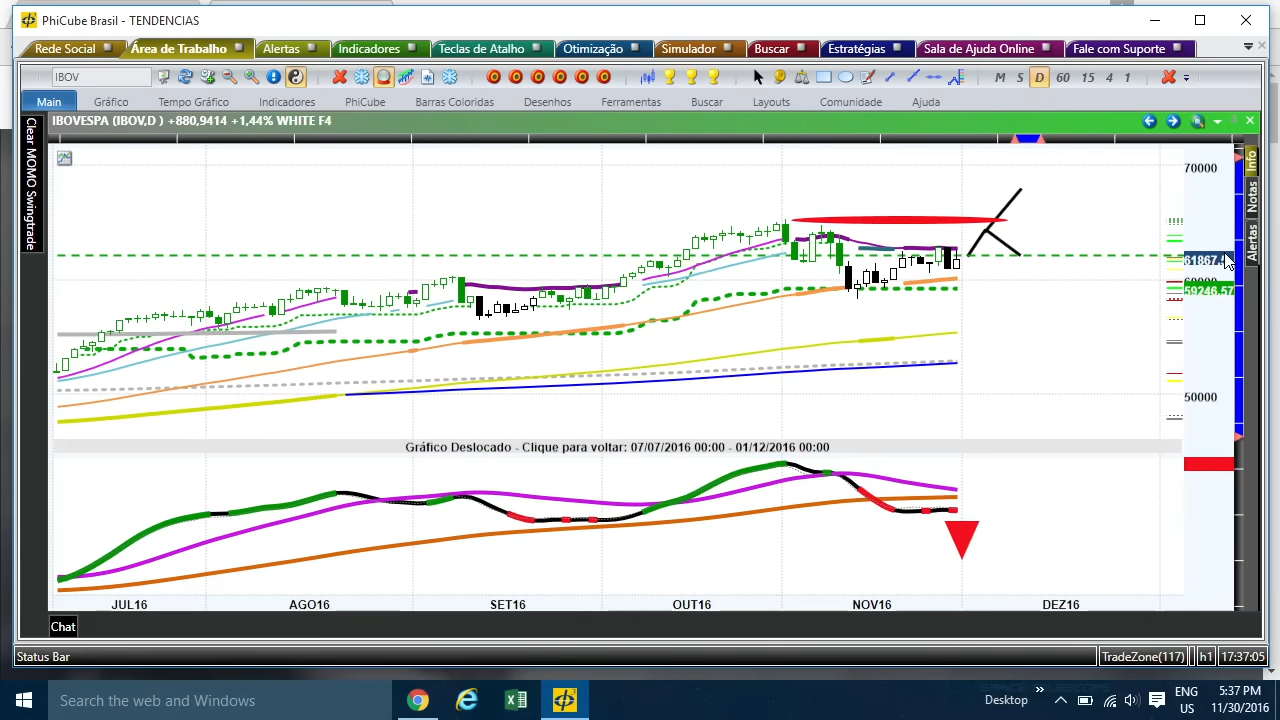 PhiCube Brasil - TENDENCIAS
Rede Social Área de Trabalho Alertas Indicadores Teclas de Atalho Otimização Simulador Buscar Estratégias Sala de Ajuda Online Fale com Suporte
IBOV M S D 60 15 4 1
Main Gráfico Tempo Gráfico Indicadores PhiCube Barras Coloridas Desenhos Ferramentas Buscar Layouts Comunidade Ajuda
IBOVESPA (IBOV,D ) +880,9414 +1,44% WHITE F4
Clear MOMO Swingtrade
Info
Notas
Alertas
70000
59246.57
50000
Gráfico Deslocado - Clique para voltar: 07/07/2016 00:00 - 01/12/2016 00:00
JUL16 AGO16 SET16 OUT16 NOV16 DEZ16
Chat
Status Bar TradeZone(117) h1 17:37:05
Search the web and Windows
Desktop
ENG
US
5:37 PM
11/30/2016